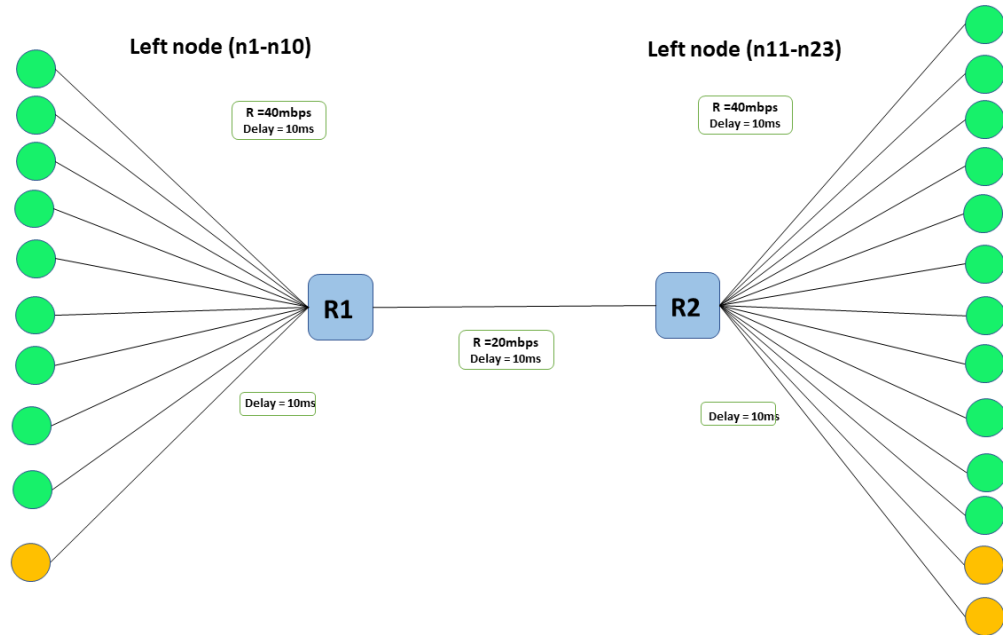 Left node (n1-n10)
Left node (n11-n23)
R =40mbps
Delay = 10ms
R =40mbps
Delay = 10ms
R1
R2
R =20mbps
Delay = 10ms
Delay = 10ms
Delay = 10ms